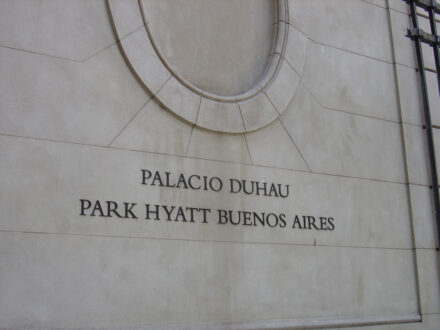 PALACIO DUHAU
PARK HYATT BUENOS AIRES